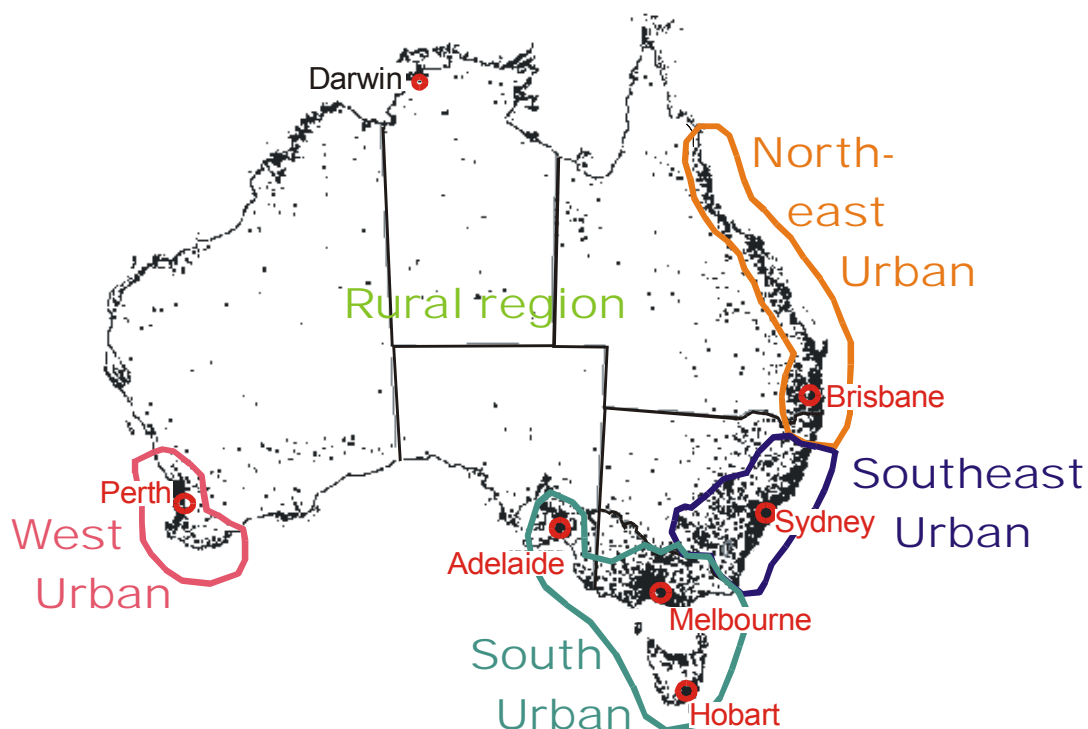 Darwin
North-
east
Urban
Rural region
Brisbane
Southeast
Urban
Perth
West
Urban
Sydney
Adelaide
Melbourne
South
Urban
Hobart